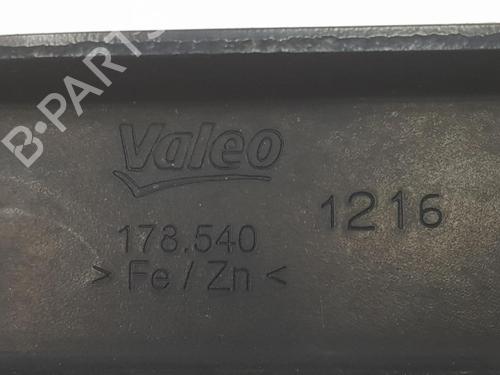 B-PARTS
Valeo
178.540
1216
> Fe / Zn <